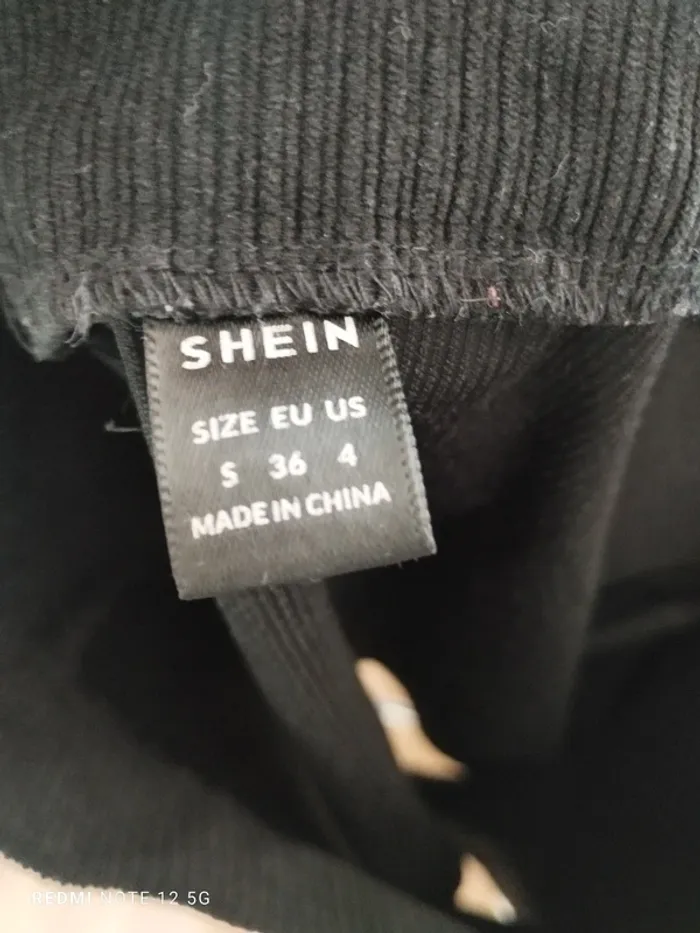 SHEIN
SIZE EU US
S 36 4
MADE IN CHINA
REDMI NOTE 12 5G